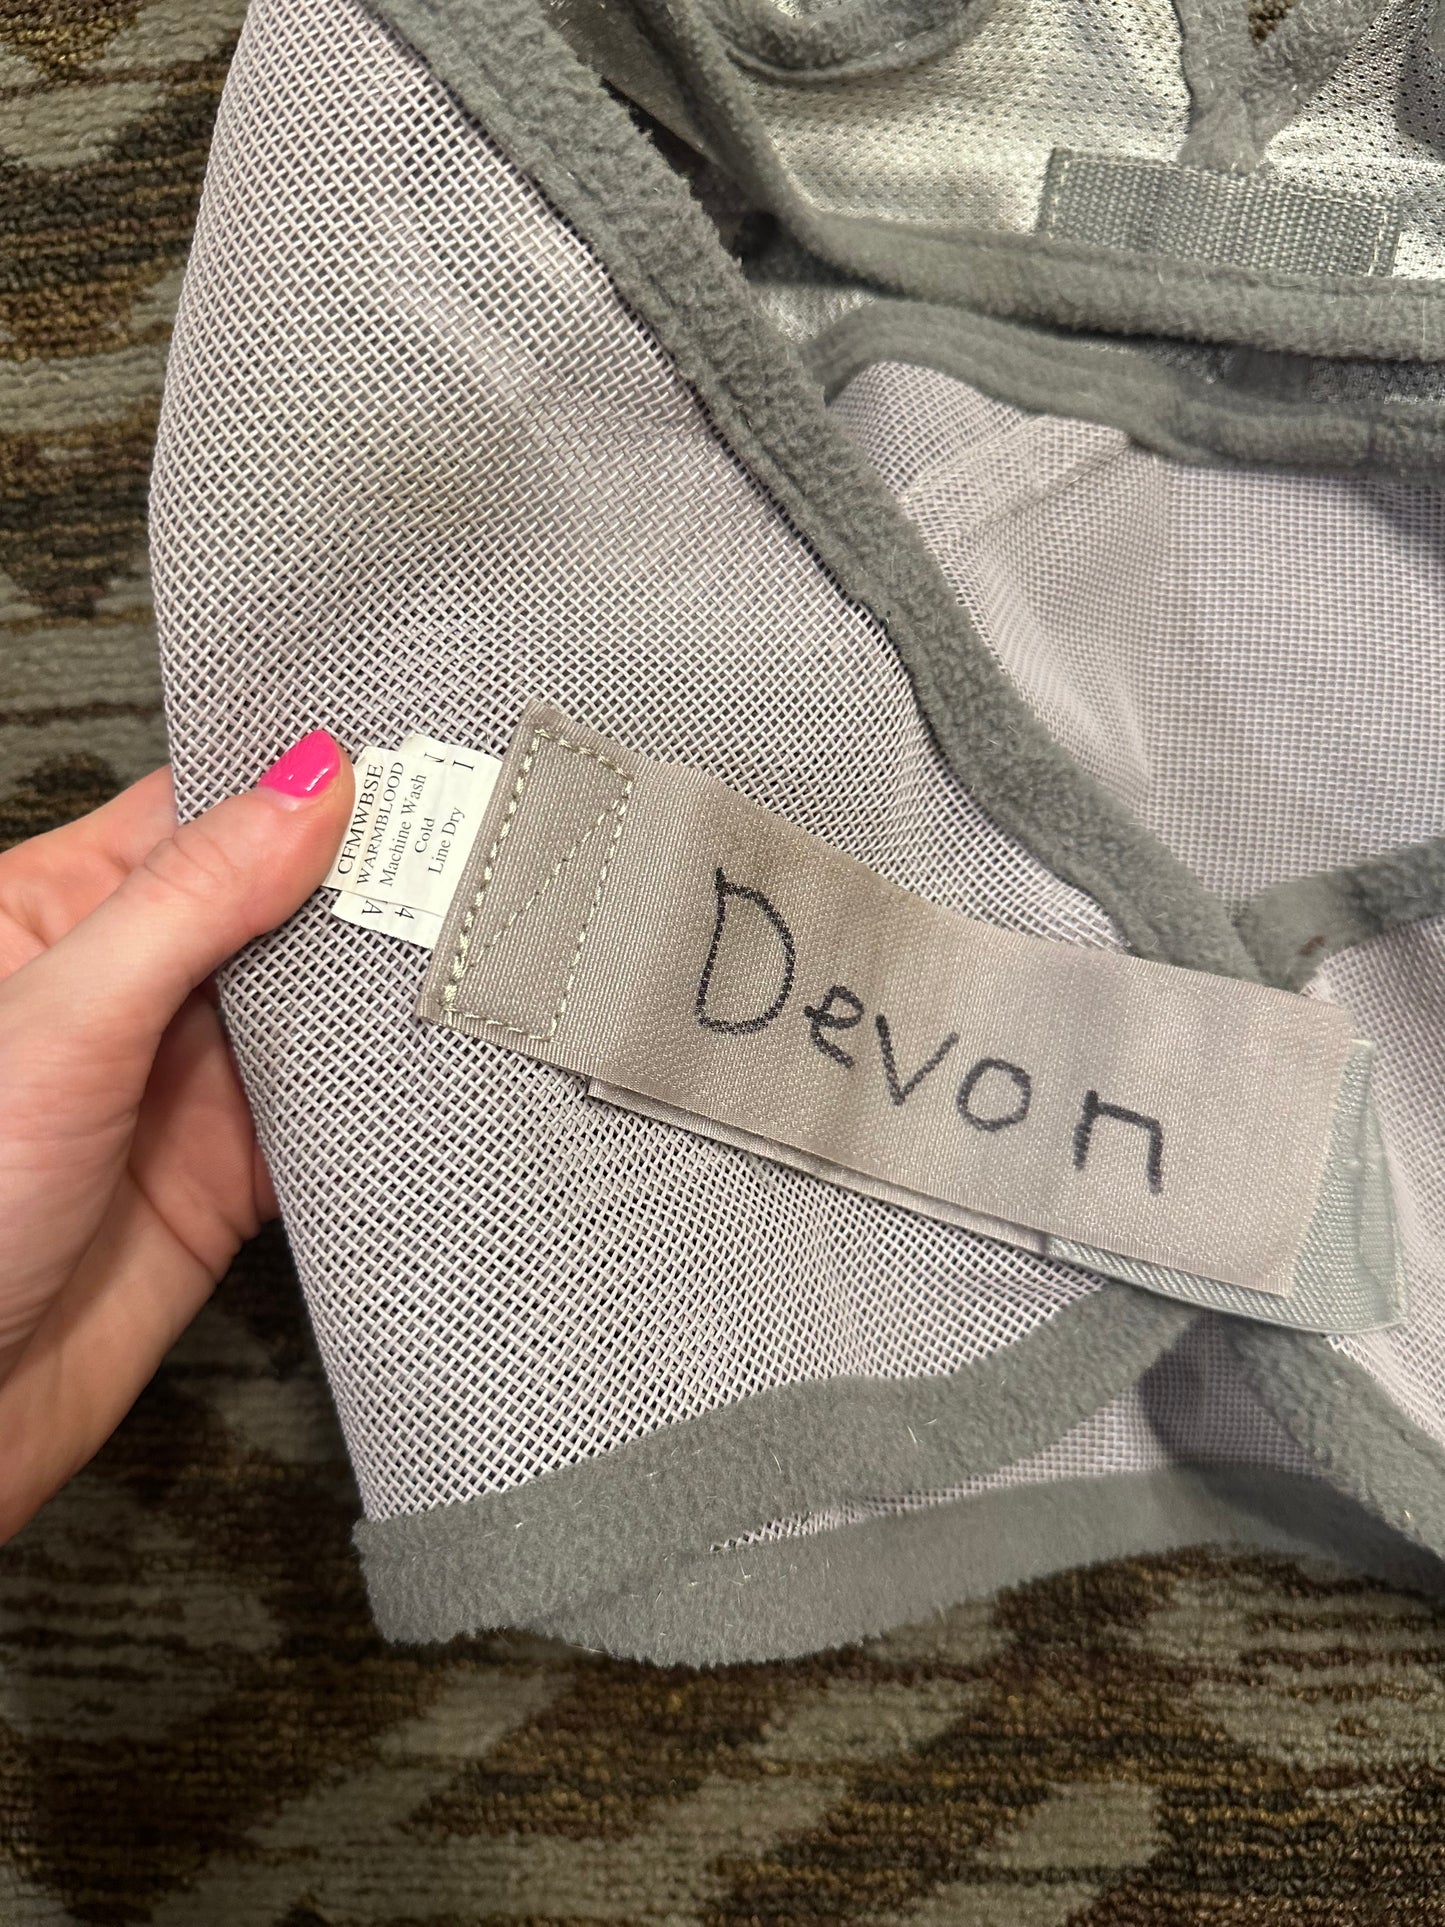 CFMWBSE
WARMBLOOD
Machine Wash
Cold
Line Dry
Devon